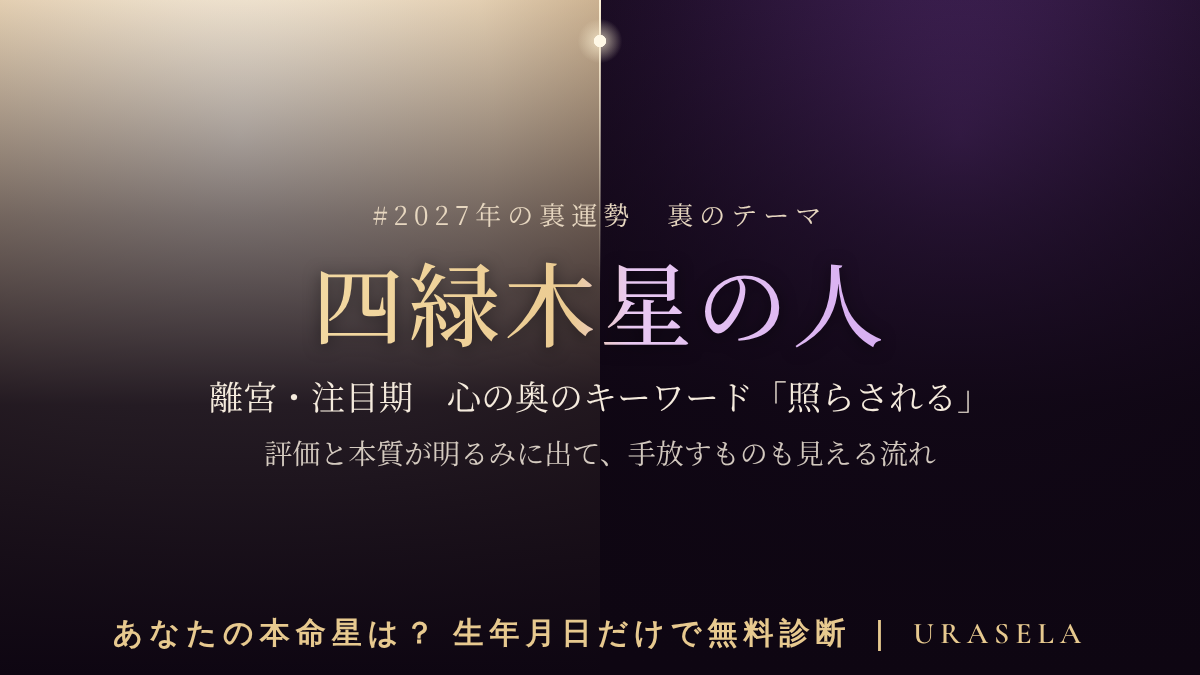 #2027年の裏運勢　裏のテーマ
四緑木星の人
離宮・注目期　心の奥のキーワード「照らされる」
評価と本質が明るみに出て、手放すものも見える流れ
あなたの本命星は？ 生年月日だけで無料診断 | URASELA